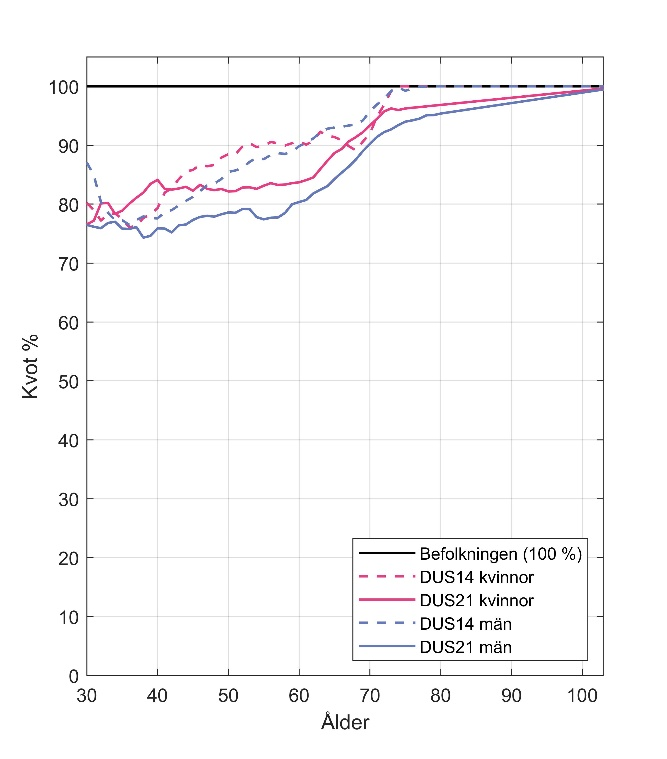 100
90
80
70
60
50
40
30
20
10
0
Kvot %
Befolkningen (100 %)
DUS14 kvinnor
DUS21 kvinnor
DUS14 män
DUS21 män
30 40 50 60 70 80 90 100
Ålder